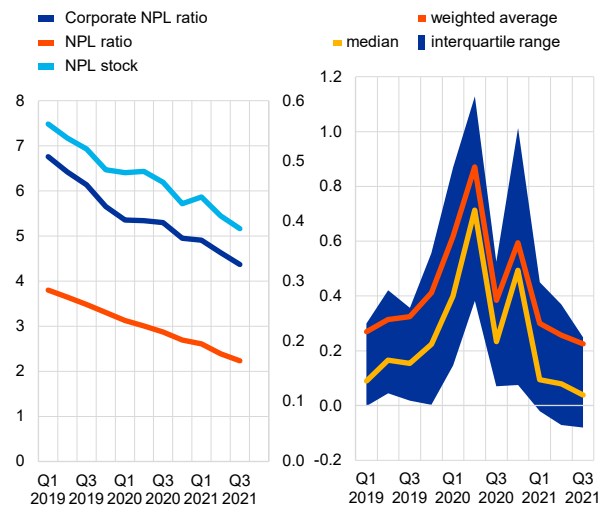 Corporate NPL ratio
NPL ratio
NPL stock
8
7
6
5
4
3
2
1
0
0.6
0.5
0.4
0.3
0.2
0.1
0.0
Q1 Q3 Q1 Q3 Q1 Q3
2019 2019 2020 2020 2021 2021
weighted average
median interquartile range
1.2
1.0
0.8
0.6
0.4
0.2
0.0
-0.2
Q1 Q3 Q1 Q3 Q1 Q3
2019 2019 2020 2020 2021 2021